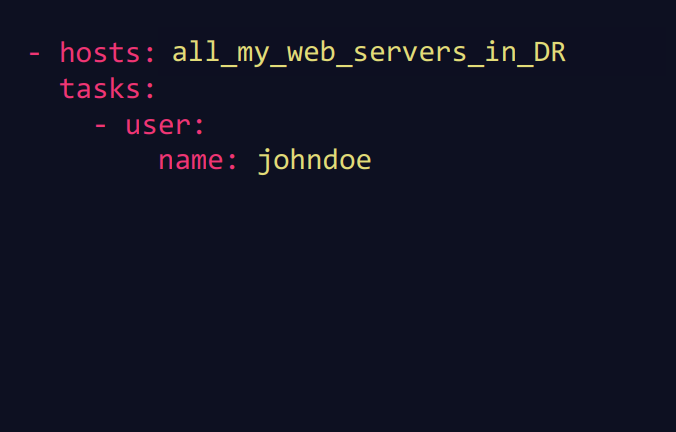 - hosts: all_my_web_servers_in_DR
  tasks:
    - user:
        name: johndoe